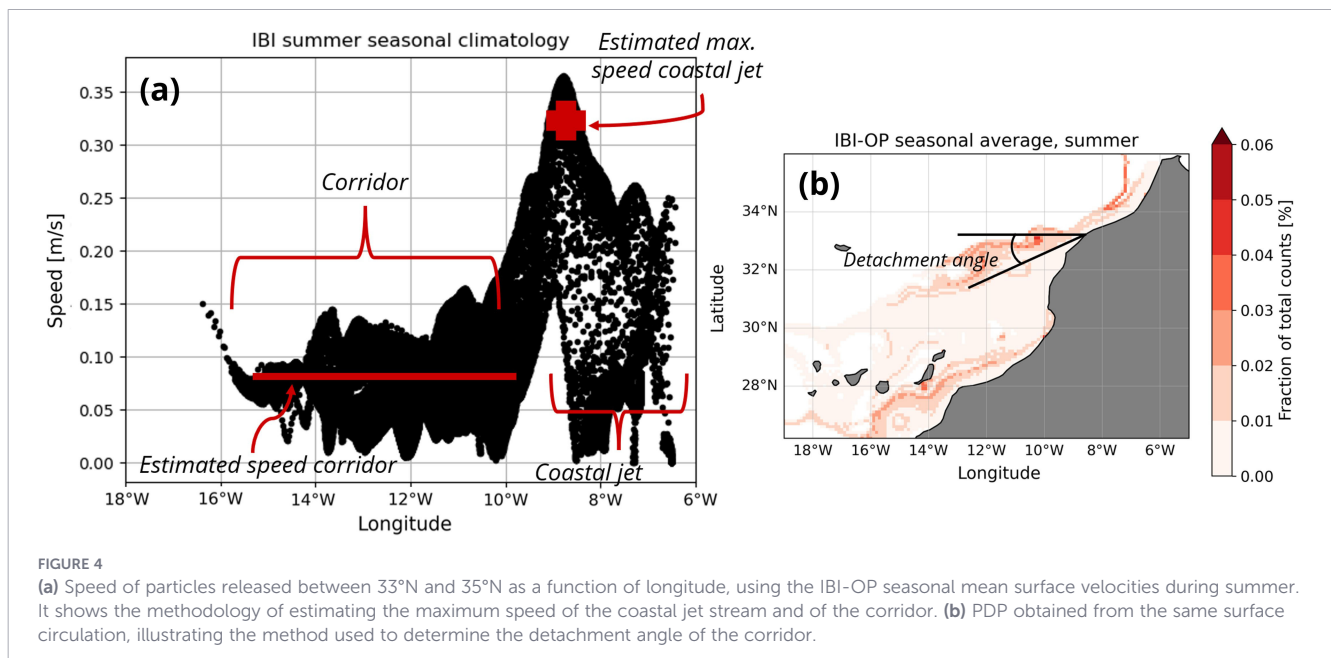 IBI summer seasonal climatology
Estimated max.
speed coastal jet
(a)
0.35
0.30
0.25
0.20
0.15
0.10
0.05
0.00
Speed [m/s]
Corridor
Estimated speed corridor
Coastal jet
18°W 16°W 14°W 12°W 10°W 8°W 6°W
Longitude
IBI-OP seasonal average, summer
(b)
34°N
32°N
30°N
28°N
Latitude
Detachment angle
18°W 16°W 14°W 12°W 10°W 8°W 6°W
Longitude
0.06
0.05
0.04
0.03
0.02
0.01
0.00
Fraction of total counts [%]
FIGURE 4
(a) Speed of particles released between 33°N and 35°N as a function of longitude, using the IBI-OP seasonal mean surface velocities during summer.
It shows the methodology of estimating the maximum speed of the coastal jet stream and of the corridor. (b) PDP obtained from the same surface
circulation, illustrating the method used to determine the detachment angle of the corridor.